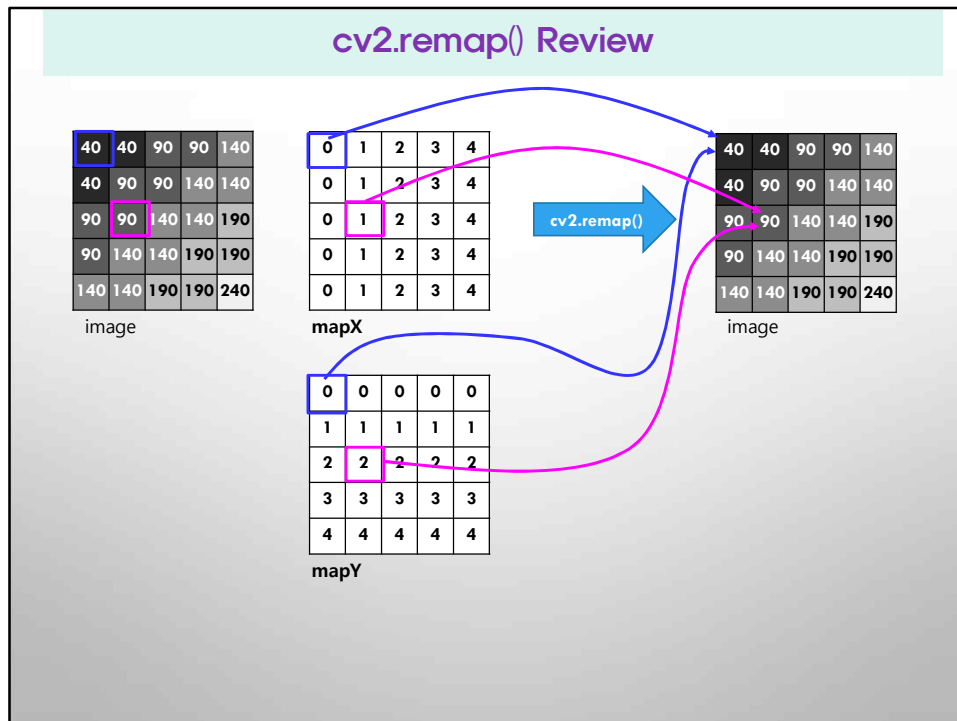 cv2.remap() Review
40 40 90 90 140
40 90 90 140 140
90 90 140 140 190
90 140 140 190 190
140 140 190 190 240
image
0 1 2 3 4
0 1 2 3 4
0 1 2 3 4
0 1 2 3 4
0 1 2 3 4
mapX
cv2.remap()
40 40 90 90 140
40 90 90 140 140
90 90 140 140 190
90 140 140 190 190
140 140 190 190 240
image
0 0 0 0 0
1 1 1 1 1
2 2 2 2 2
3 3 3 3 3
4 4 4 4 4
mapY